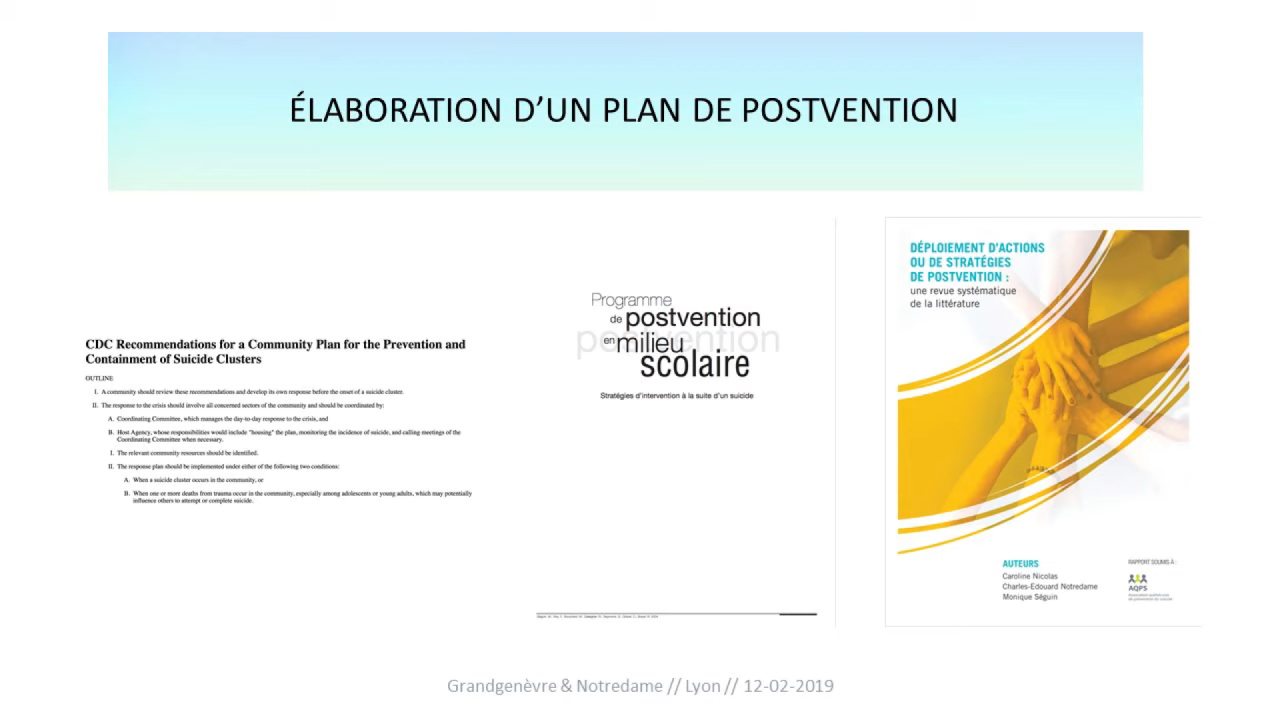 ÉLABORATION D’UN PLAN DE POSTVENTION
CDC Recommendations for a Community Plan for the Prevention and
Containment of Suicide Clusters
OUTLINE
I. A community should review these recommendations and develop its own response before the onset of a suicide cluster.
II. The response to the crisis should involve all concerned sectors of the community and should be coordinated by:
A. Coordinating Committee, which manages the day-to-day response to the crisis, and
B. Host Agency, whose responsibilities would include "housing" the plan, monitoring the incidence of suicide, and calling meetings of the
Coordinating Committee when necessary.
I. The relevant community resources should be identified.
II. The response plan should be implemented under either of the following two conditions:
A. When a suicide cluster occurs in the community, or
B. When one or more deaths from trauma occur in the community, especially among adolescents or young adults, which may potentially
influence others to attempt or complete suicide.
Programme
de postvention
postvention
en milieu
scolaire
Stratégies d'intervention à la suite d'un suicide
DÉPLOIEMENT D'ACTIONS
OU DE STRATÉGIES
DE POSTVENTION :
une revue systématique
de la littérature
AUTEURS
Caroline Nicolas
Charles-Edouard Notredame
Monique Séguin
RAPPORT SOUMIS À :
AQPS
Grandgenèvre & Notredame // Lyon // 12-02-2019